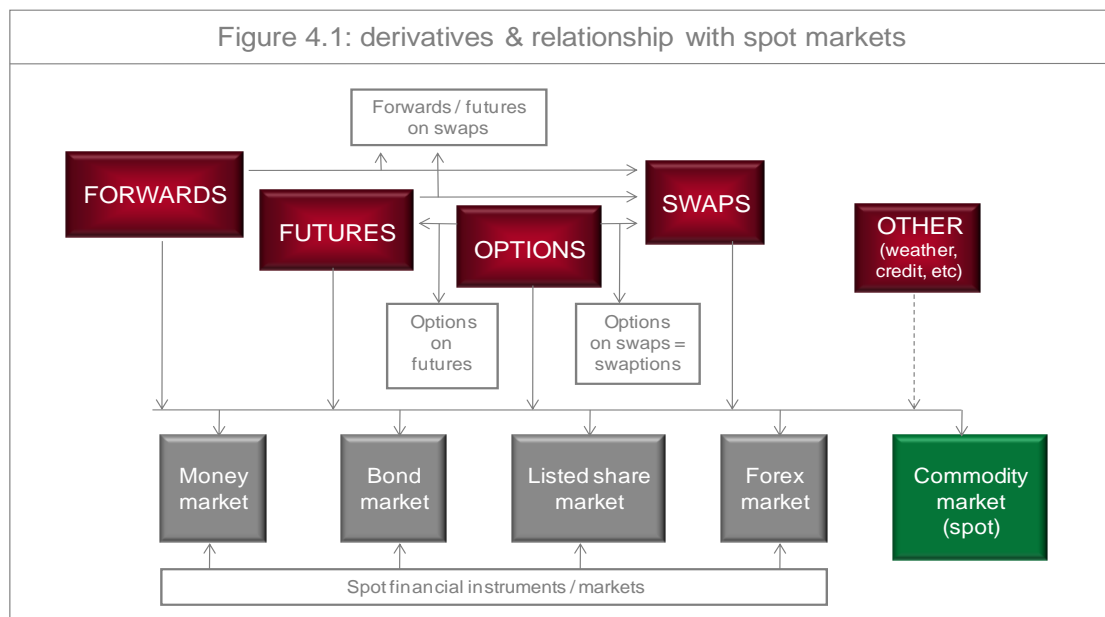 Figure 4.1: derivatives & relationship with spot markets
Forwards / futures
on swaps
FORWARDS
FUTURES
OPTIONS
SWAPS
OTHER
(weather,
credit, etc)
Options
on
futures
Options
on swaps =
swaptions
Money
market
Bond
market
Listed share
market
Forex
market
Commodity
market
(spot)
Spot financial instruments / markets